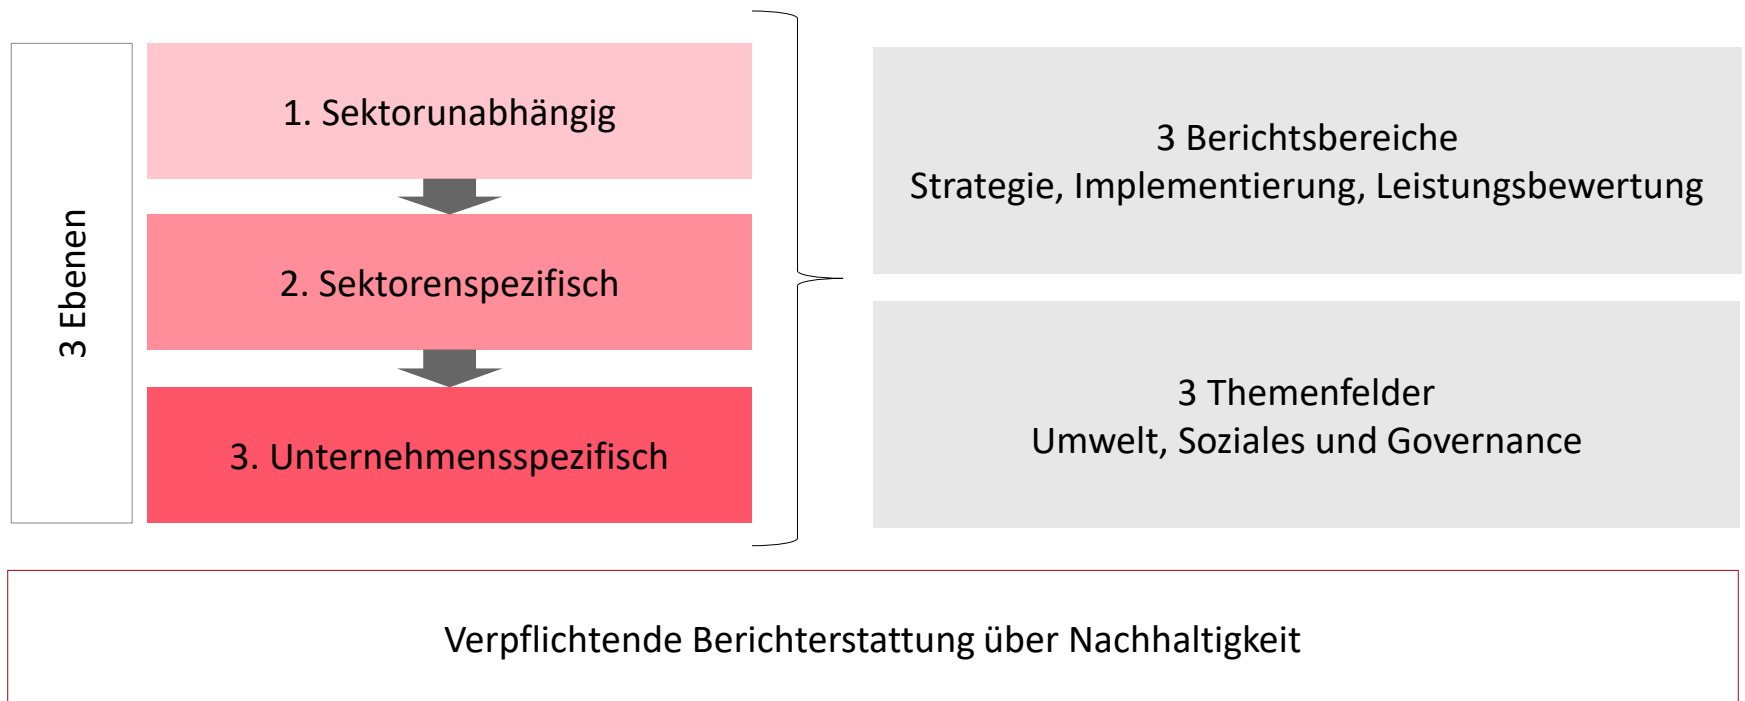 3 Ebenen
1. Sektorunabhängig
2. Sektorenspezifisch
3. Unternehmensspezifisch
3 Berichtsbereiche
Strategie, Implementierung, Leistungsbewertung
3 Themenfelder
Umwelt, Soziales und Governance
Verpflichtende Berichterstattung über Nachhaltigkeit